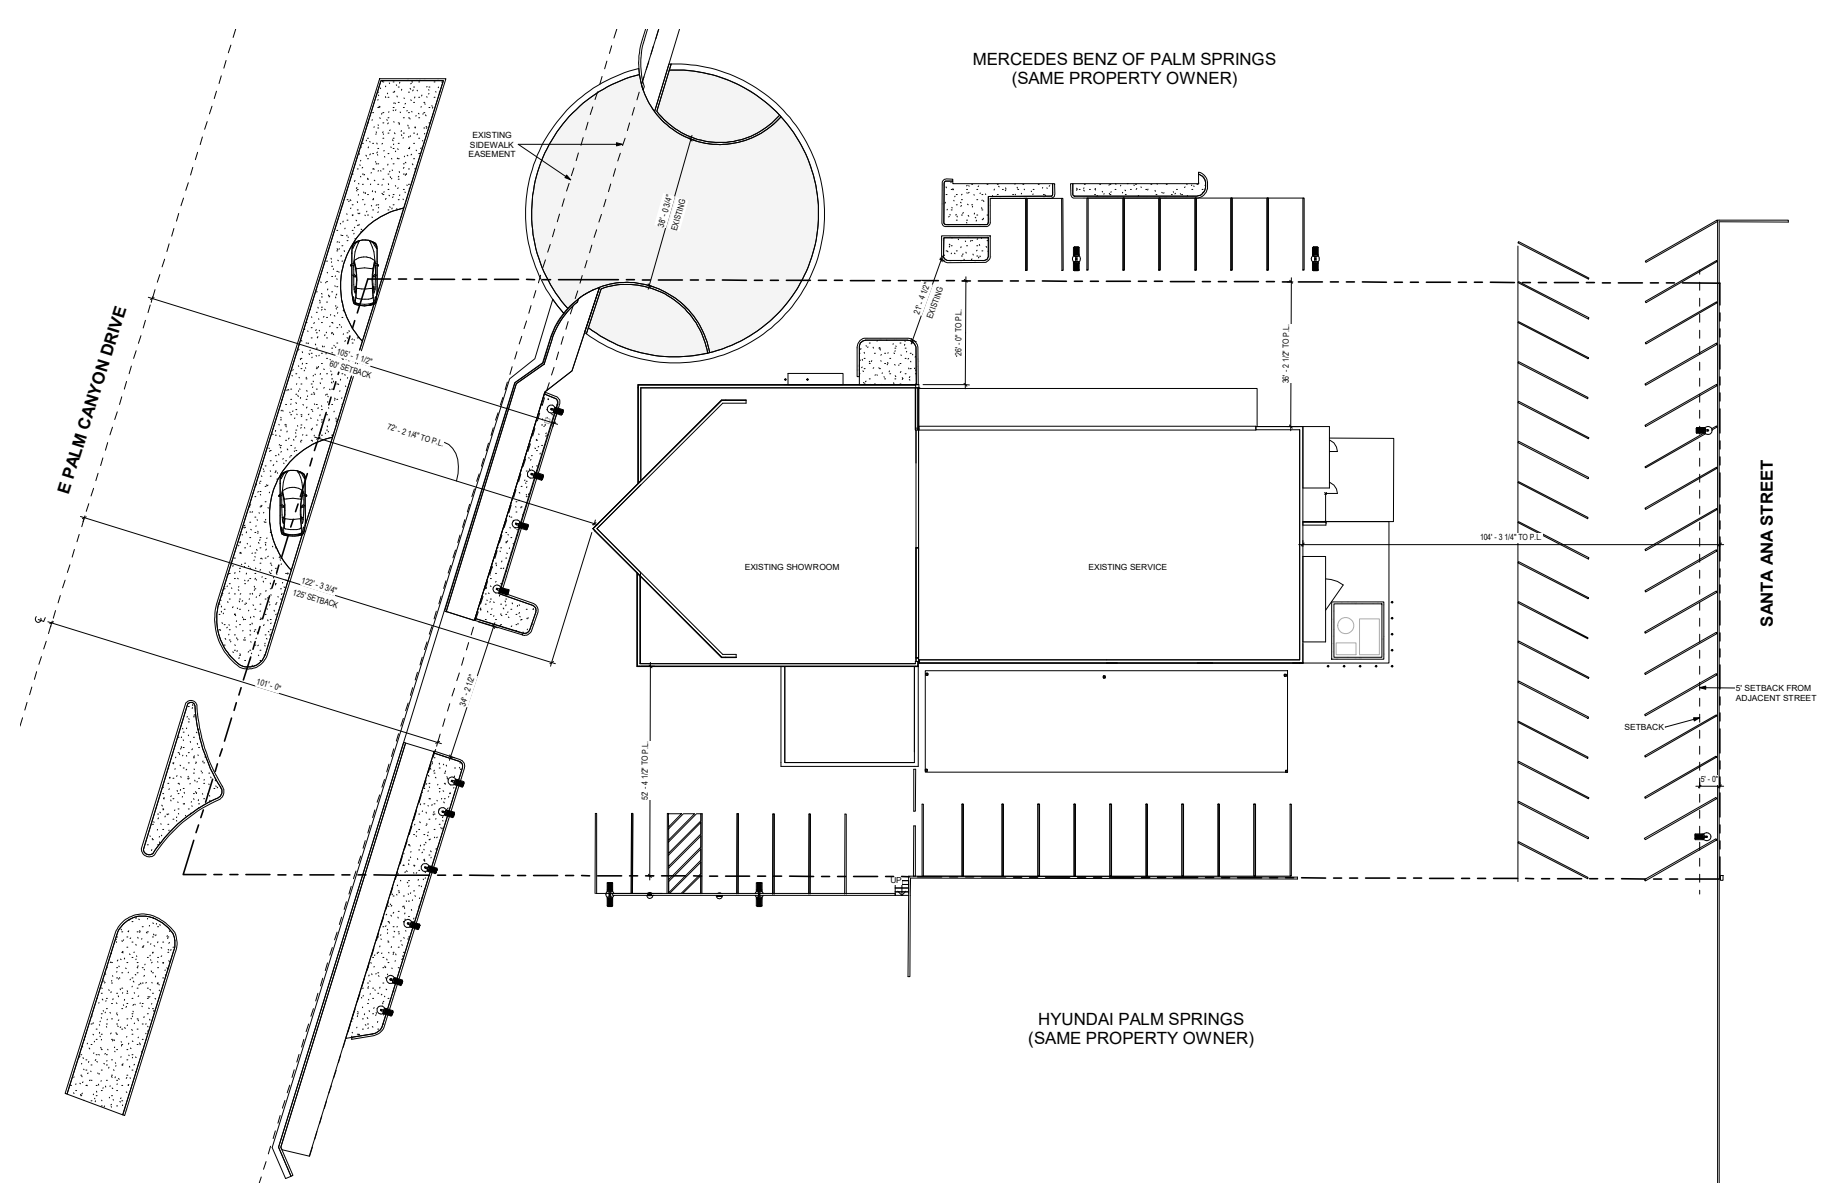 MERCEDES BENZ OF PALM SPRINGS
(SAME PROPERTY OWNER)
EXISTING
SIDEWALK
EASEMENT
38' - 0 3/4"
EXISTING
21' - 4 1/2"
EXISTING
26' - 0" TO P.L.
36' - 2 1/2" TO P.L.
E PALM CANYON DRIVE
105' - 1 1/2"
60' SETBACK
72' - 2 1/4" TO P.L.
122' - 3 3/4"
125' SETBACK
101' - 0"
34' - 2 1/2"
EXISTING SHOWROOM
EXISTING SERVICE
104' - 3 1/4" TO P.L.
SANTA ANA STREET
5' SETBACK FROM
ADJACENT STREET
SETBACK
5' - 0"
52' - 4 1/2" TO P.L.
UP
HYUNDAI PALM SPRINGS
(SAME PROPERTY OWNER)